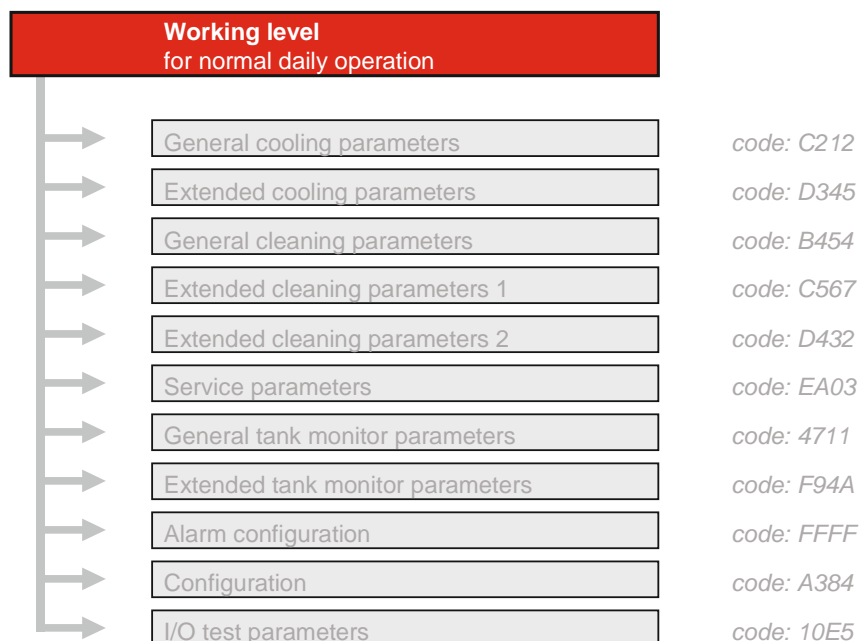 Working level
for normal daily operation
General cooling parameters code: C212
Extended cooling parameters code: D345
General cleaning parameters code: B454
Extended cleaning parameters 1 code: C567
Extended cleaning parameters 2 code: D432
Service parameters code: EA03
General tank monitor parameters code: 4711
Extended tank monitor parameters code: F94A
Alarm configuration code: FFFF
Configuration code: A384
I/O test parameters code: 10E5